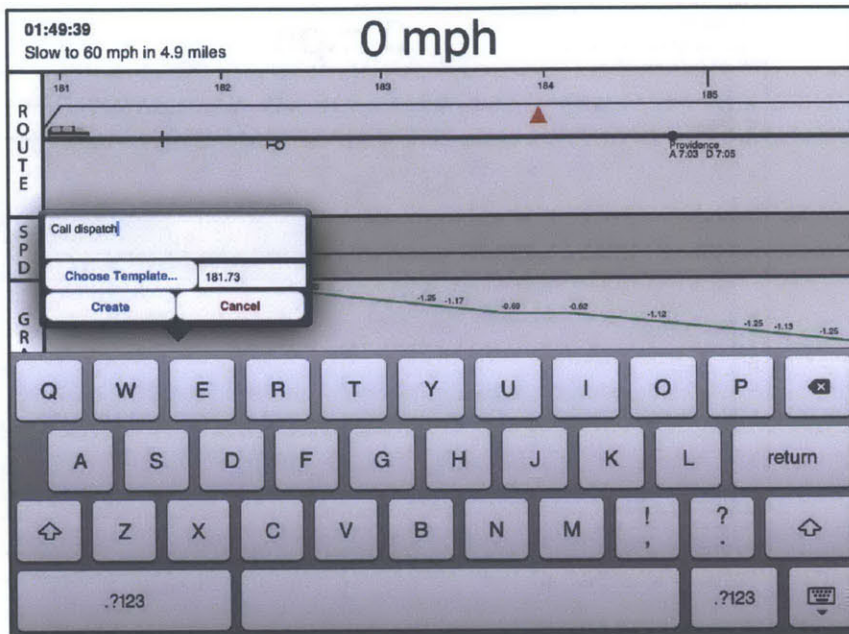 01:49:39
Slow to 60 mph in 4.9 miles
0 mph
181 182 183 184 185
ROUTE
Providence
A 7:03 D 7:05
SPD
Call dispatch
Choose Template... 181.73
Create Cancel
-1.25 -1.17 -0.69 -0.62 -1.12 -1.25 -1.13 -1.25
GR
Q W E R T Y U I O P
A S D F G H J K L return
Z X C V B N M ! , ? .
.?123 .?123